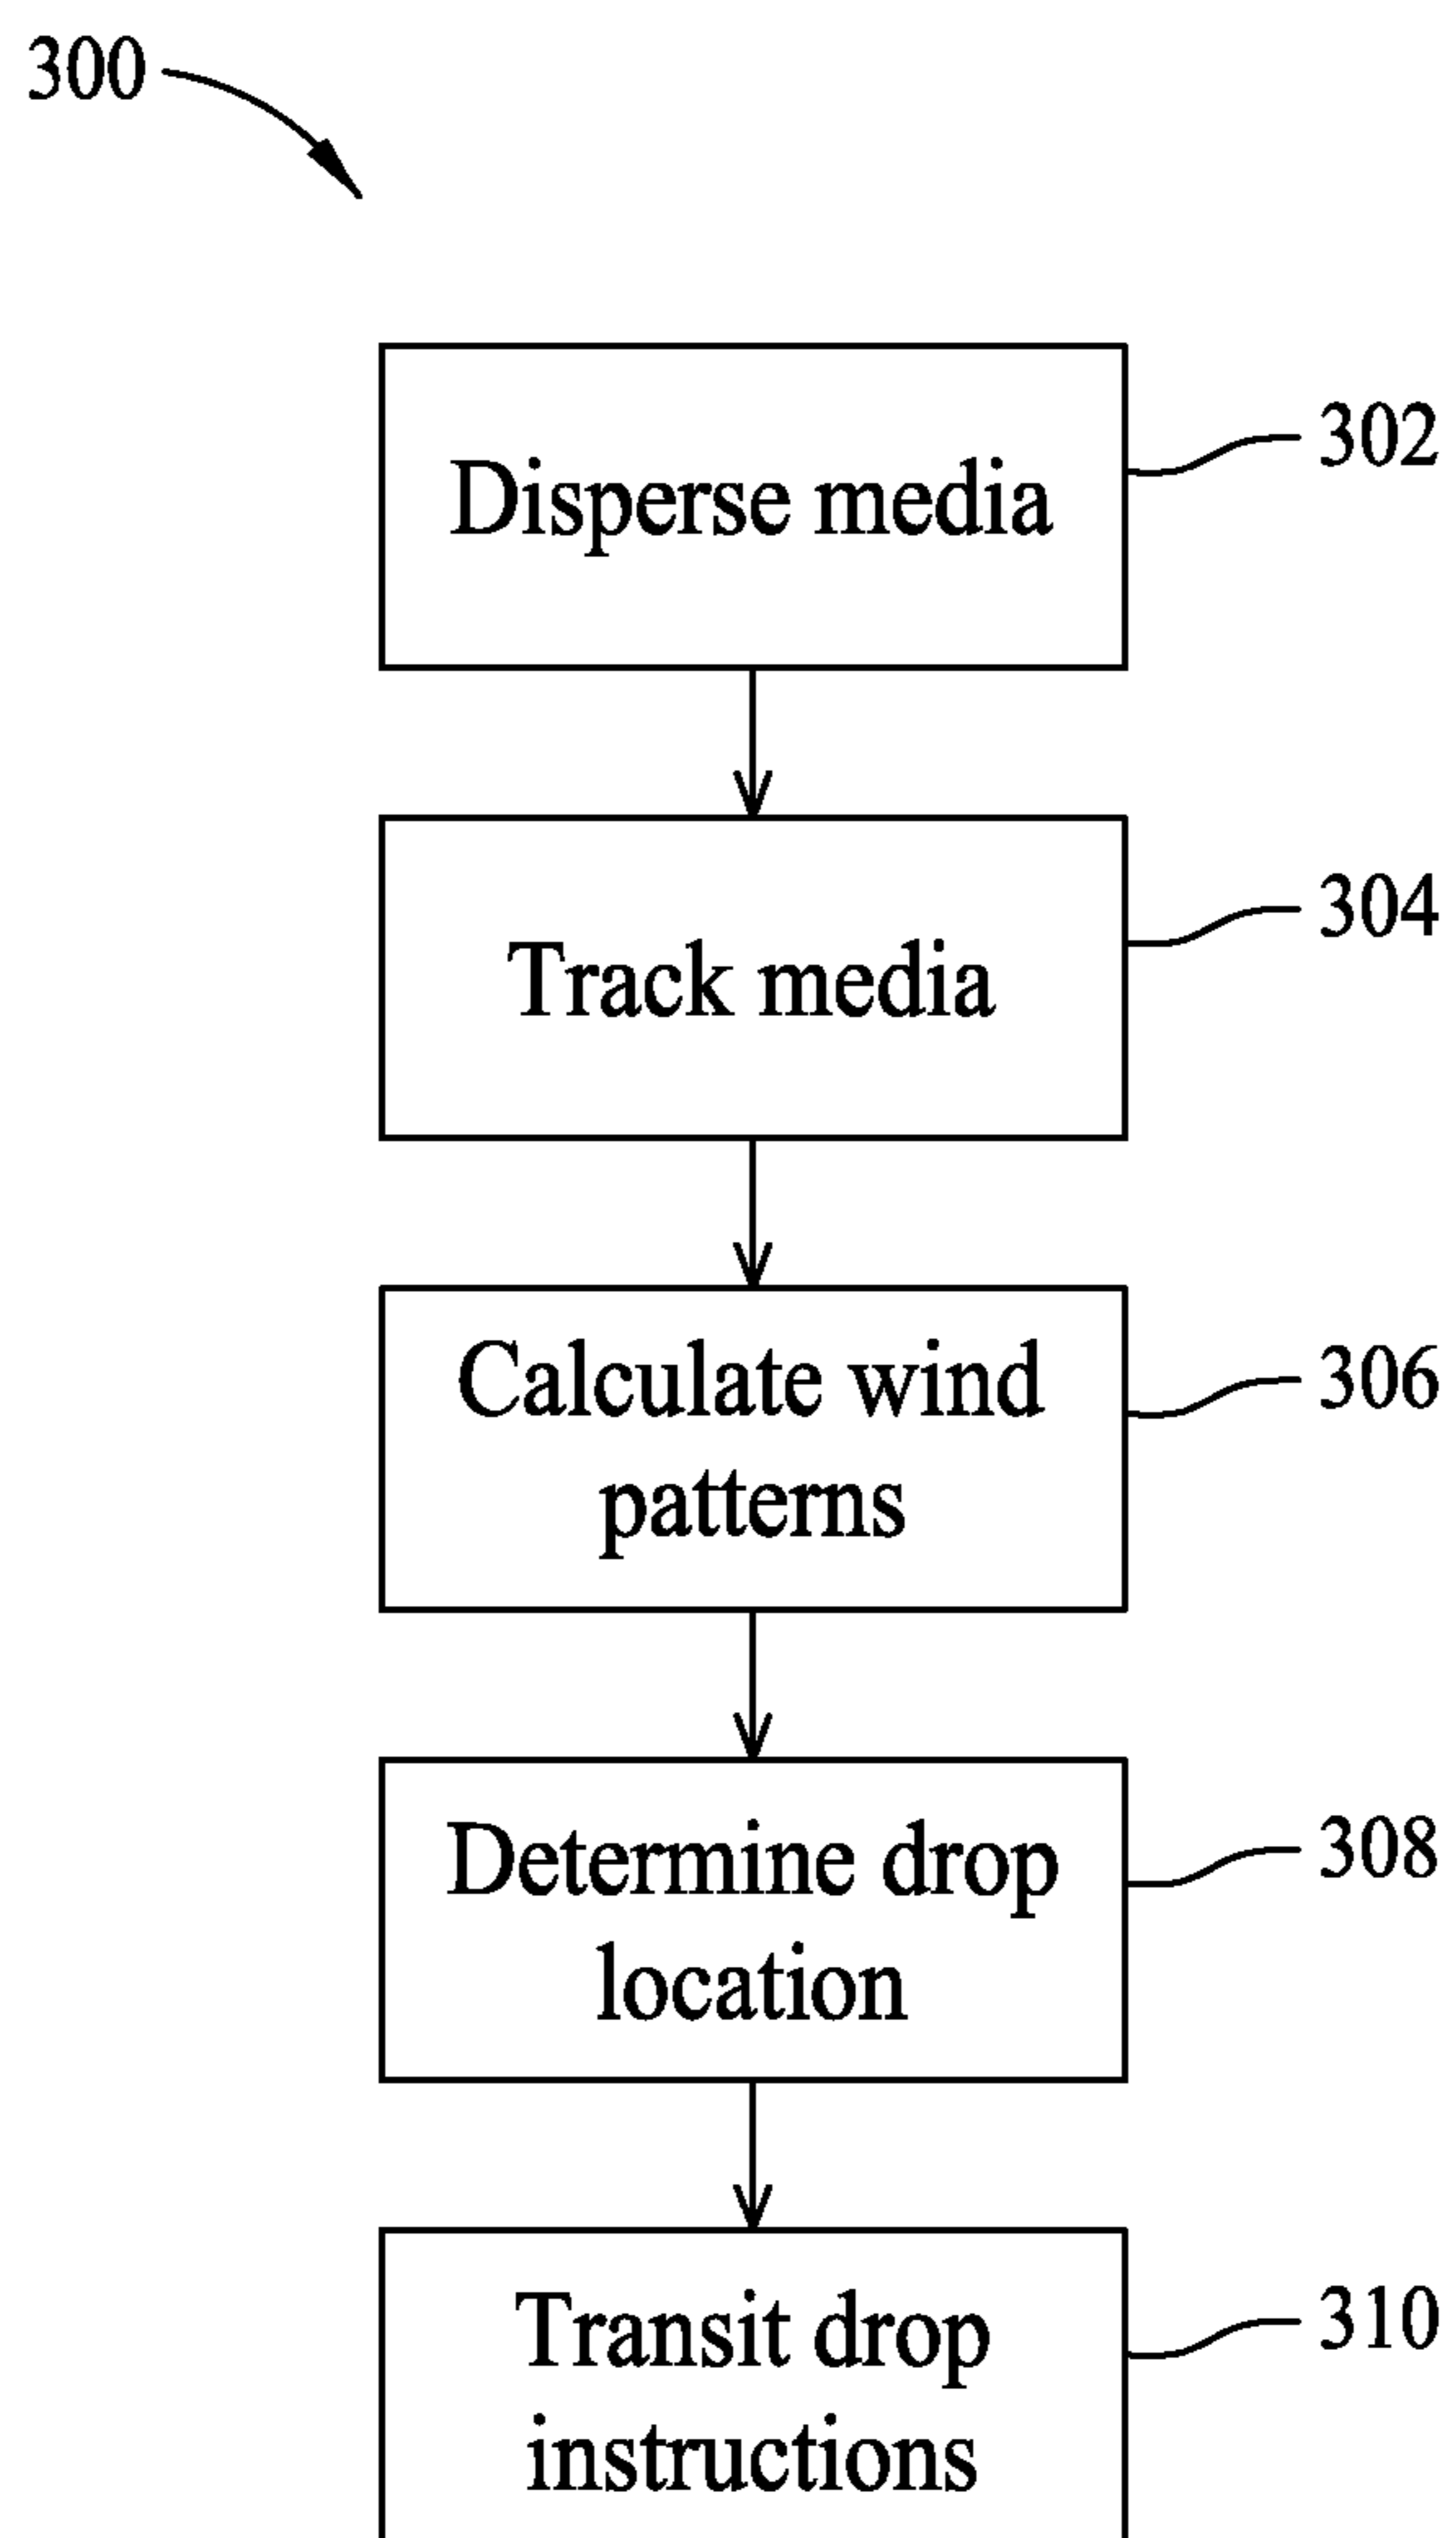 300
Disperse media
302
Track media
304
Calculate wind
patterns
306
Determine drop
location
308
Transit drop
instructions
310